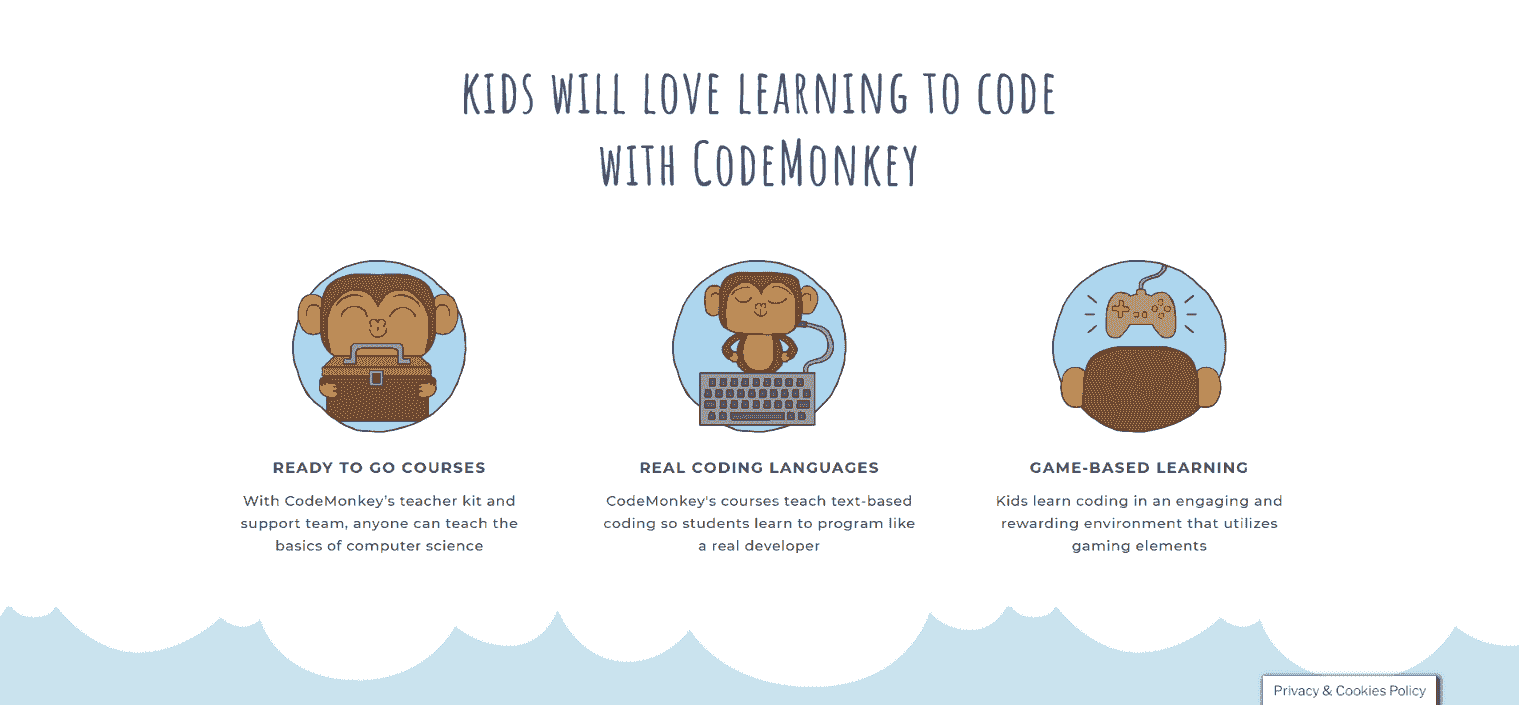 KIDS WILL LOVE LEARNING TO CODE
WITH CODEMONKEY
READY TO GO COURSES
With CodeMonkey’s teacher kit and
support team, anyone can teach the
basics of computer science
REAL CODING LANGUAGES
CodeMonkey's courses teach text-based
coding so students learn to program like
a real developer
GAME-BASED LEARNING
Kids learn coding in an engaging and
rewarding environment that utilizes
gaming elements
Privacy & Cookies Policy